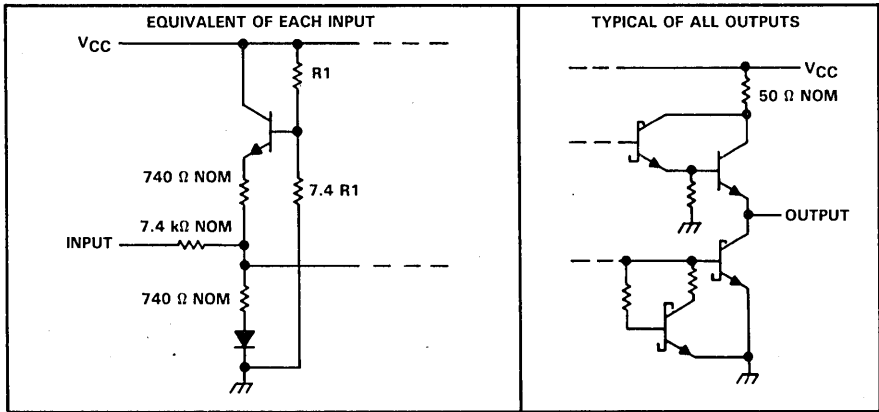 EQUIVALENT OF EACH INPUT
VCC
R1
740 Ω NOM
7.4 R1
7.4 kΩ NOM
INPUT
740 Ω NOM
TYPICAL OF ALL OUTPUTS
VCC
50 Ω NOM
OUTPUT